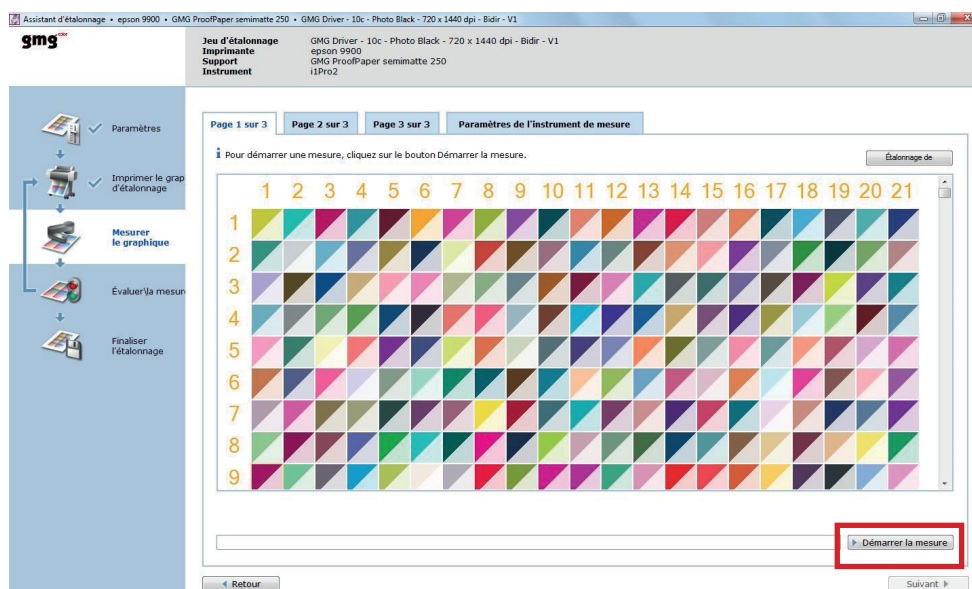 Assistant d'étalonnage • epson 9900 • GMG ProofPaper semimatte 250 • GMG Driver - 10c - Photo Black - 720 x 1440 dpi - Bidir - V1
gmg color
Jeu d'étalonnage GMG Driver - 10c - Photo Black - 720 x 1440 dpi - Bidir - V1
Imprimante epson 9900
Support GMG ProofPaper semimatte 250
Instrument i1Pro2
Paramètres
Imprimer le grap
d'étalonnage
Mesurer
le graphique
Évaluer\la mesur
Finaliser
l'étalonnage
Page 1 sur 3 Page 2 sur 3 Page 3 sur 3 Paramètres de l'instrument de mesure
i Pour démarrer une mesure, cliquez sur le bouton Démarrer la mesure.
Étalonnage de
1 2 3 4 5 6 7 8 9 10 11 12 13 14 15 16 17 18 19 20 21
1
2
3
4
5
6
7
8
9
Démarrer la mesure
Retour
Suivant